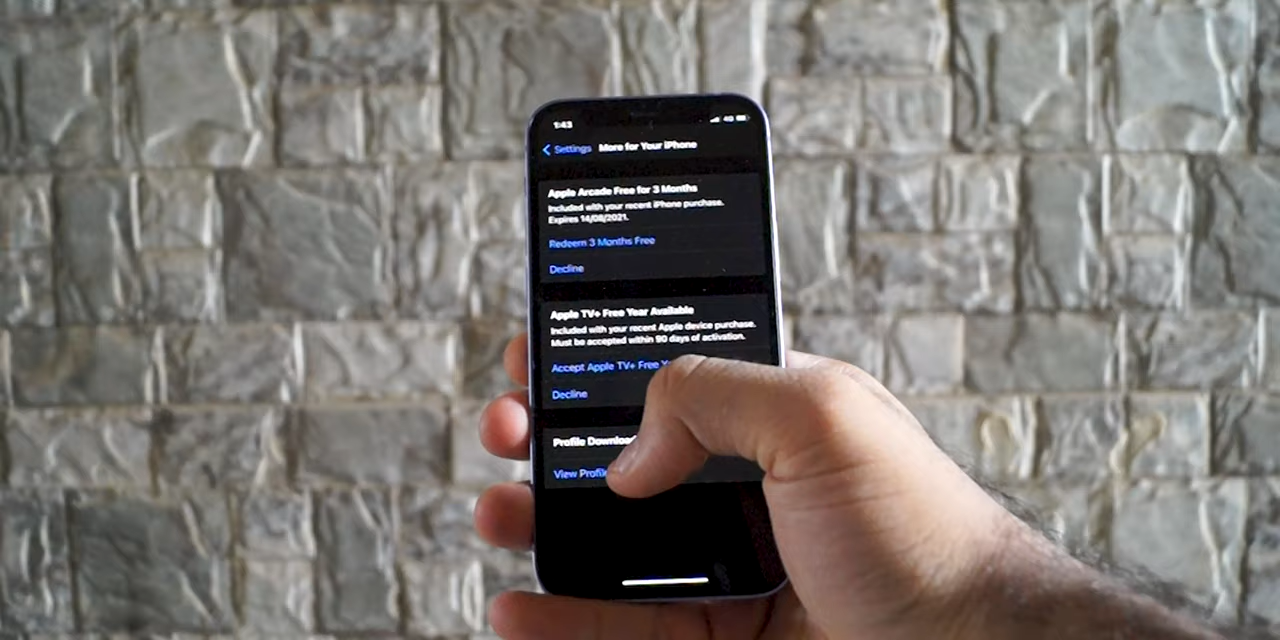 1:43 4G
Settings More for Your iPhone
Apple Arcade Free for 3 Months
Included with your recent iPhone purchase.
Expires 14/08/2021.
Redeem 3 Months Free
Decline
Apple TV+ Free Year Available
Included with your recent Apple device purchase.
Must be accepted within 90 days of activation.
Accept Apple TV+ Free
Decline
Profile
View